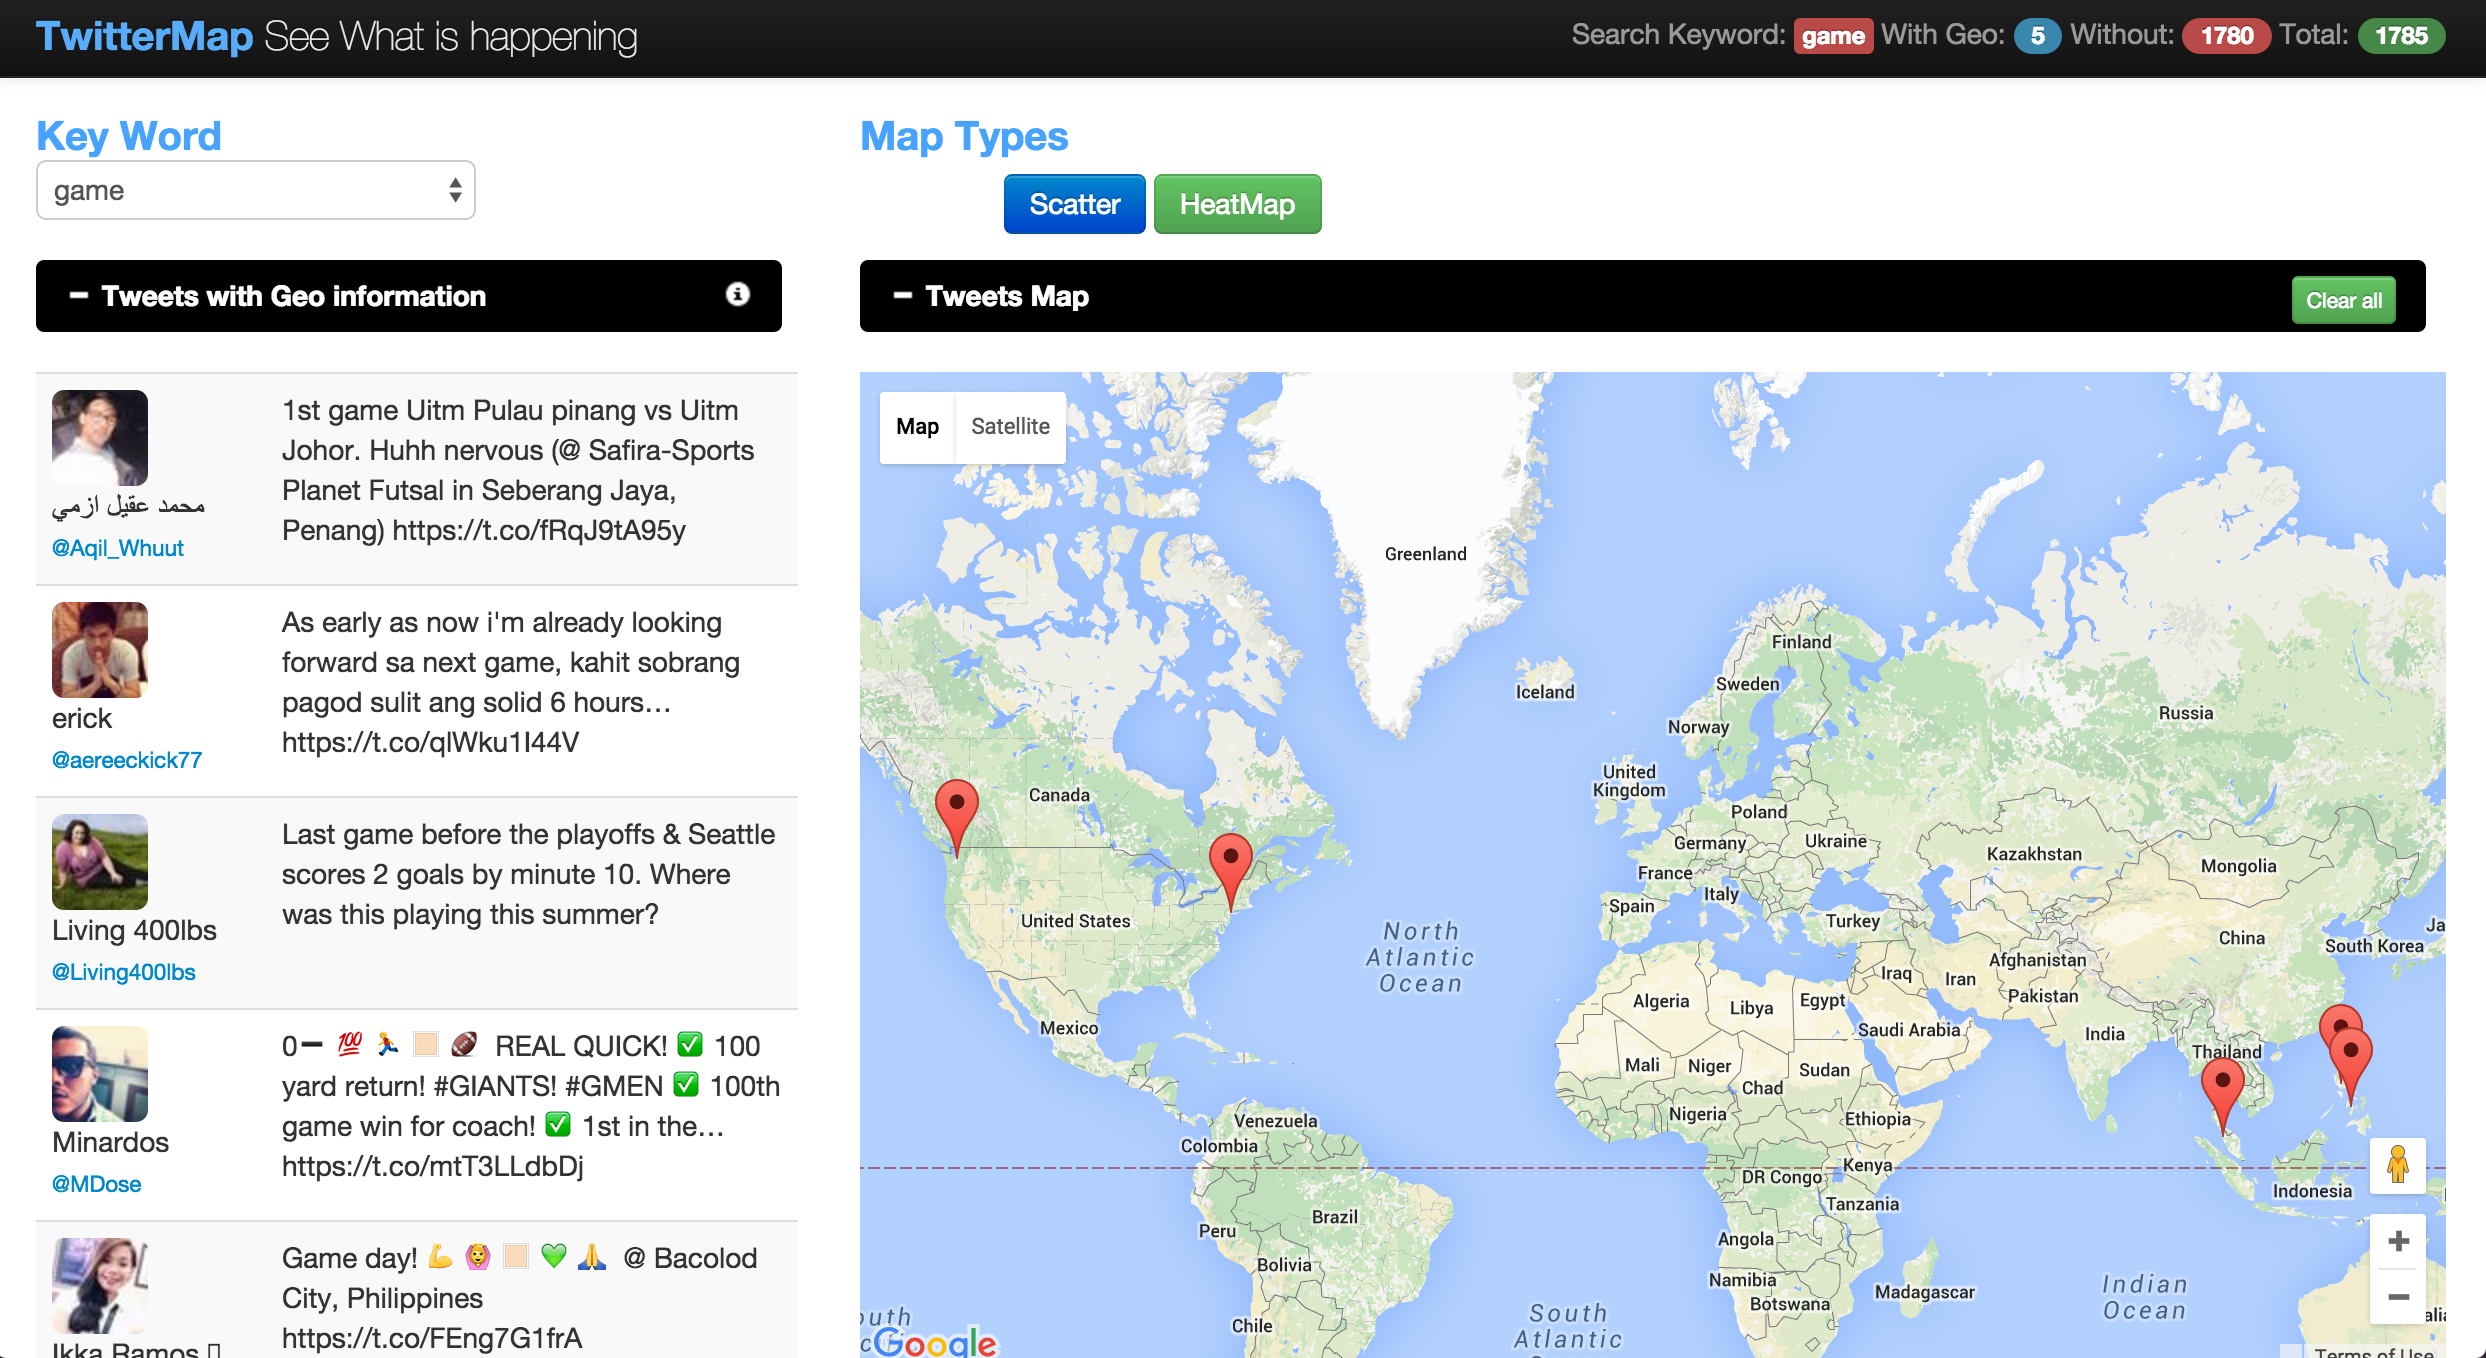 TwitterMap See What is happening
Search Keyword: game With Geo: 5 Without: 1780 Total: 1785
Key Word
game
Map Types
Scatter
HeatMap
Tweets with Geo information
محمد عقيل ازمي
@Aqil_Whuut
1st game Uitm Pulau pinang vs Uitm
Johor. Huhh nervous (@ Safira-Sports
Planet Futsal in Seberang Jaya,
Penang) https://t.co/fRqJ9tA95y
erick
@aereeckick77
As early as now i'm already looking
forward sa next game, kahit sobrang
pagod sulit ang solid 6 hours…
https://t.co/qlWku1I44V
Living 400lbs
@Living400lbs
Last game before the playoffs & Seattle
scores 2 goals by minute 10. Where
was this playing this summer?
Minardos
@MDose
0➖ 💯 🏃 🏼 🏈 REAL QUICK! ✅ 100
yard return! #GIANTS! #GMEN ✅ 100th
game win for coach! ✅ 1st in the…
https://t.co/mtT3LLdbDj
Ikka Ramos
Game day! 💪 🙆 🏼 💚 🙏 @ Bacolod
City, Philippines
https://t.co/FEng7G1frA
Tweets Map
Clear all
Map
Satellite
Greenland
Iceland
Finland
Sweden
Norway
Russia
United
Kingdom
Canada
Poland
Germany
Ukraine
Kazakhstan
Mongolia
France
Italy
Spain
United States
Turkey
North
Atlantic
Ocean
China
South Korea
Ja
Afghanistan
Iraq
Iran
Pakistan
Algeria
Libya
Egypt
Saudi Arabia
India
Mexico
Thailand
Mali
Niger
Chad
Sudan
Nigeria
Ethiopia
Venezuela
Colombia
Kenya
DR Congo
Tanzania
Indonesia
Peru
Brazil
Angola
Bolivia
Namibia
Botswana
Madagascar
Indian
Ocean
Chile
South
Atlantic
outh
Google
ali
Terms of Use